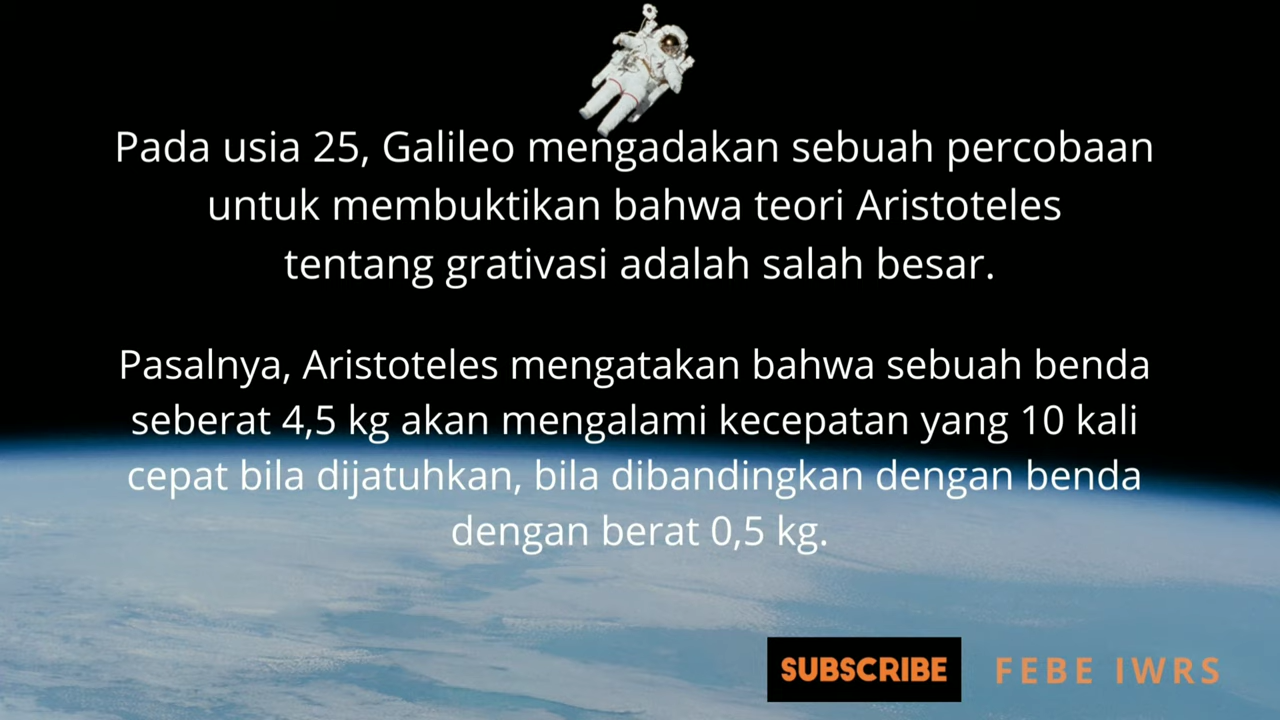 Pada usia 25, Galileo mengadakan sebuah percobaan
untuk membuktikan bahwa teori Aristoteles
tentang grativasi adalah salah besar.
Pasalnya, Aristoteles mengatakan bahwa sebuah benda
seberat 4,5 kg akan mengalami kecepatan yang 10 kali
cepat bila dijatuhkan, bila dibandingkan dengan benda
dengan berat 0,5 kg.
SUBSCRIBE FEBE IWRS